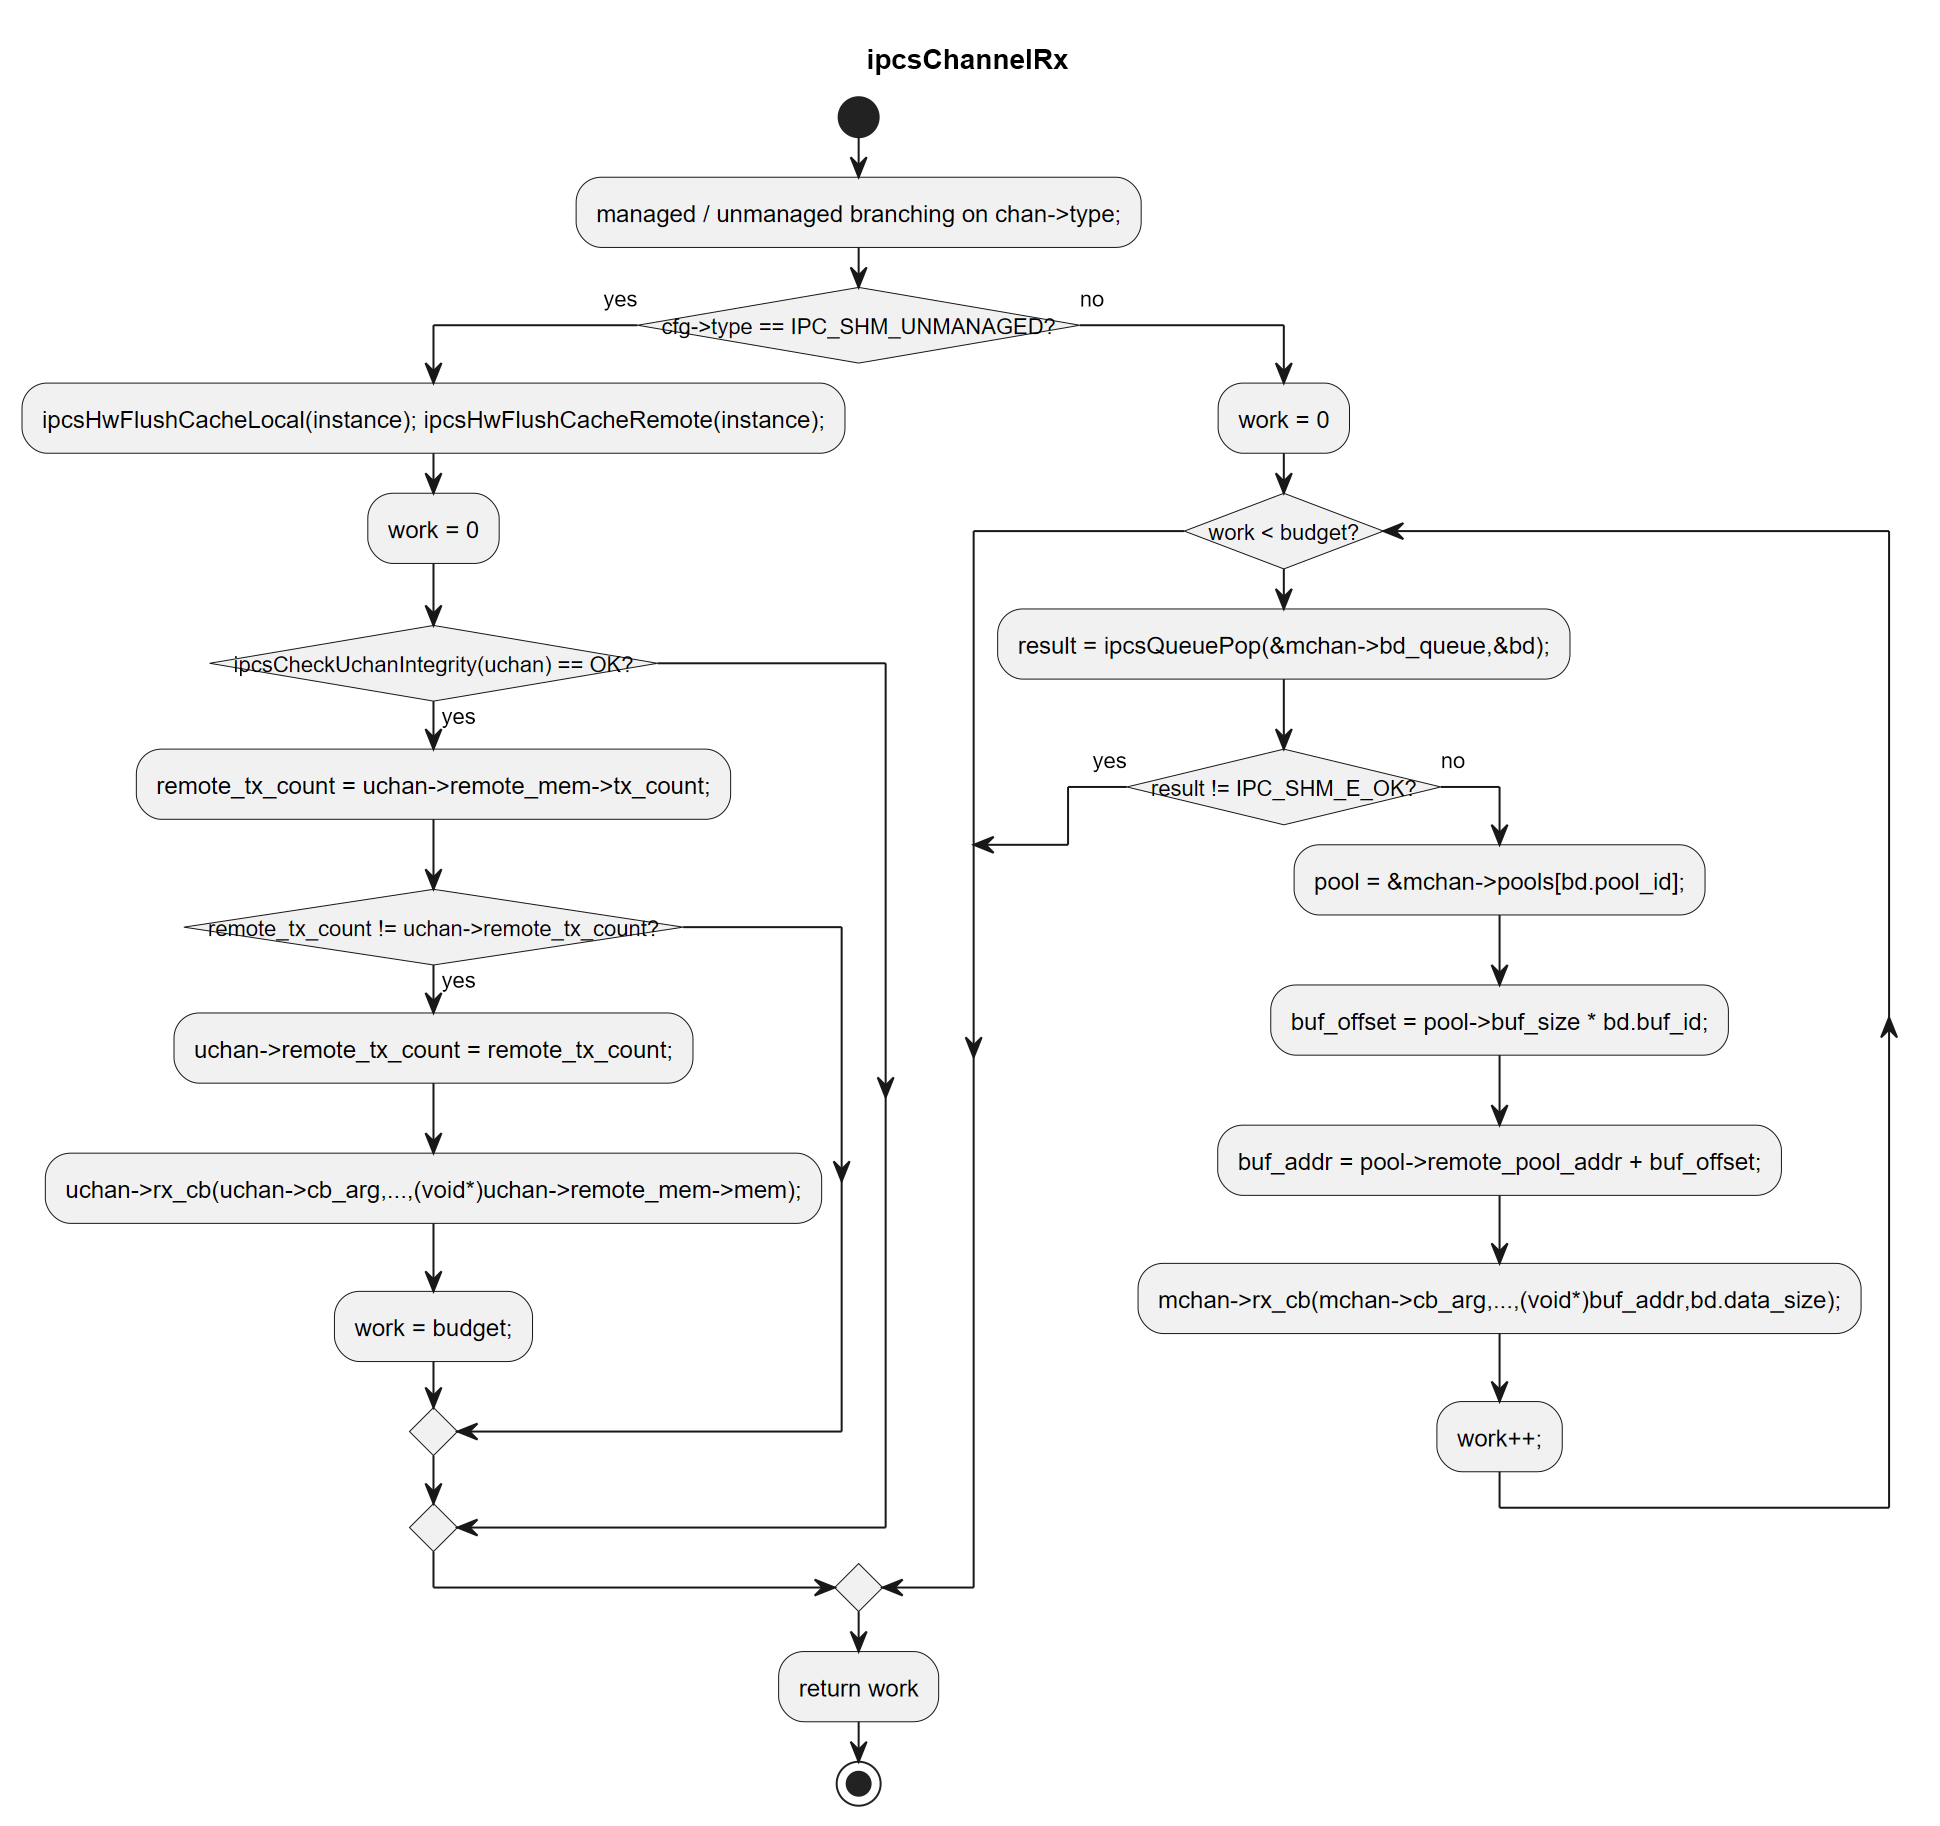 ipcsChannelRx
managed / unmanaged branching on chan->type;
cfg->type == IPC_SHM_UNMANAGED?
yes
no
ipcsHwFlushCacheLocal(instance); ipcsHwFlushCacheRemote(instance);
work = 0
ipcsCheckUchanIntegrity(uchan) == OK?
yes
remote_tx_count = uchan->remote_mem->tx_count;
remote_tx_count != uchan->remote_tx_count?
yes
uchan->remote_tx_count = remote_tx_count;
uchan->rx_cb(uchan->cb_arg,...,(void*)uchan->remote_mem->mem);
work = budget;
work = 0
work < budget?
result = ipcsQueuePop(&mchan->bd_queue,&bd);
yes
result != IPC_SHM_E_OK?
no
pool = &mchan->pools[bd.pool_id];
buf_offset = pool->buf_size * bd.buf_id;
buf_addr = pool->remote_pool_addr + buf_offset;
mchan->rx_cb(mchan->cb_arg,...,(void*)buf_addr,bd.data_size);
work++;
return work